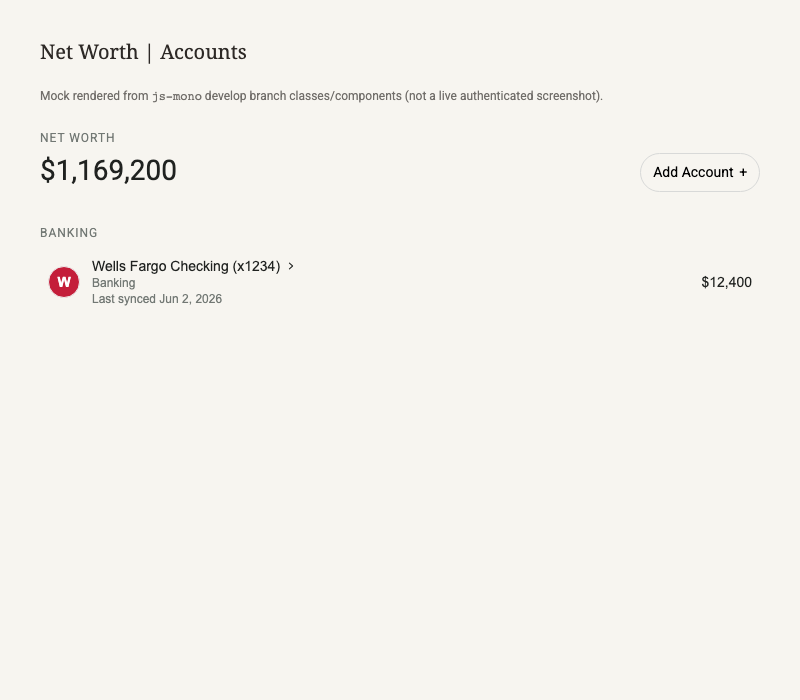 Net Worth | Accounts
Mock rendered from js-mono develop branch classes/components (not a live authenticated screenshot).
NET WORTH
$1,169,200
Add Account +
BANKING
W
Wells Fargo Checking (x1234) ›
Banking
Last synced Jun 2, 2026
$12,400